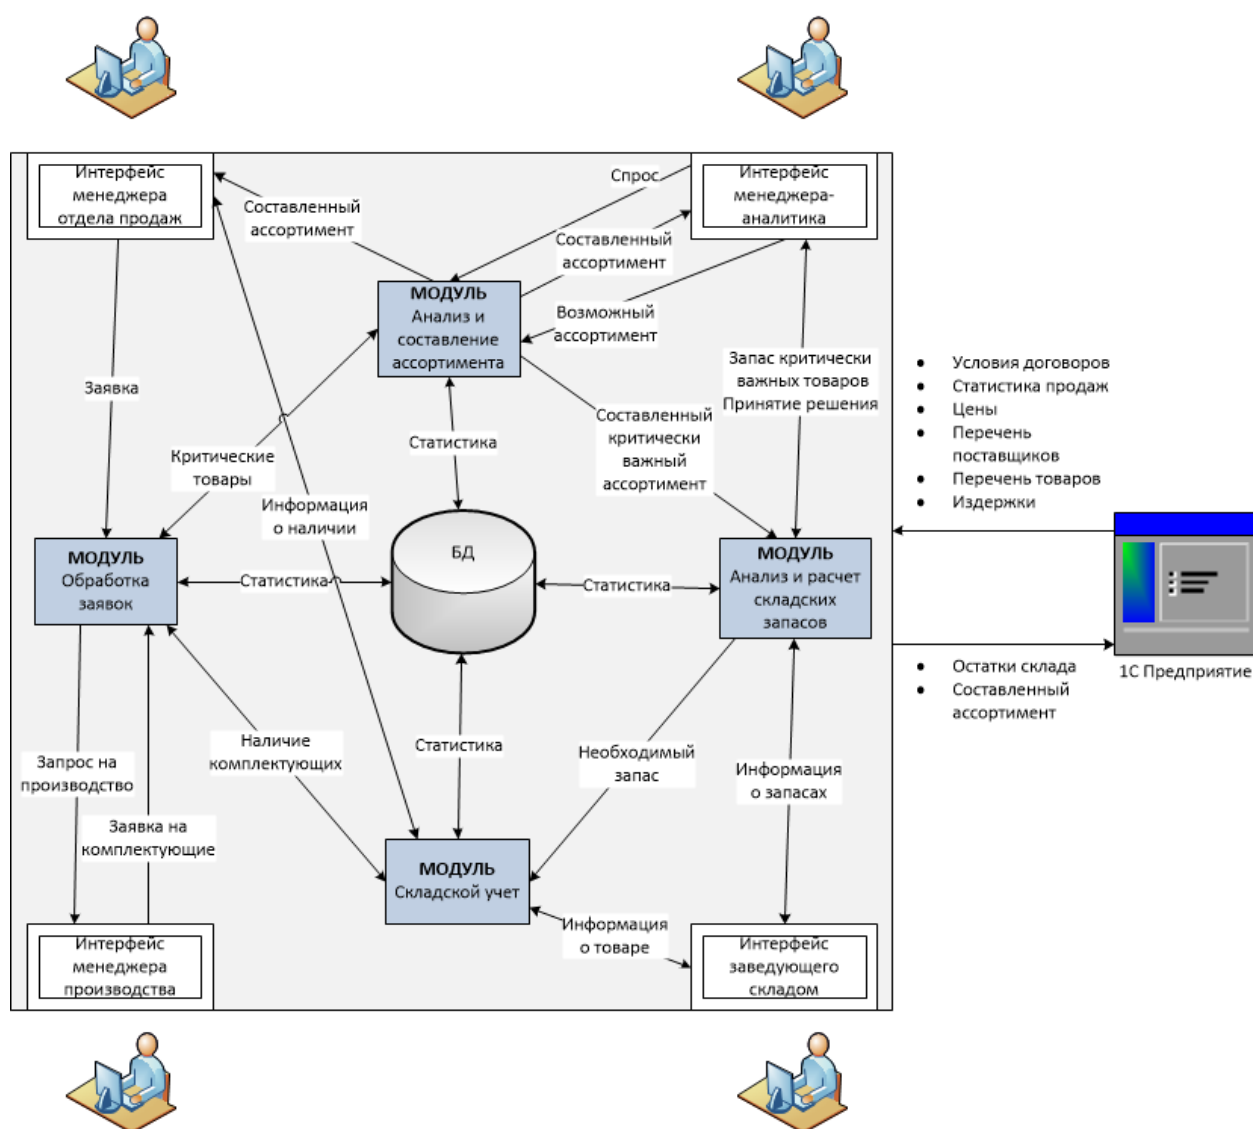 Интерфейс
менеджера
отдела продаж
Интерфейс
менеджера-
аналитика
Спрос
Составленный
ассортимент
Составленный
ассортимент
МОДУЛЬ
Анализ и
составление
ассортимента
Возможный
ассортимент
Запас критически
важных товаров
Принятие решения
Заявка
Статистика
Составленный
критически
важный
ассортимент
Критические
товары
Информация
о наличии
• Условия договоров
• Статистика продаж
• Цены
• Перечень
поставщиков
• Перечень товаров
• Издержки
МОДУЛЬ
Обработка
заявок
Статистика
БД
Статистика
МОДУЛЬ
Анализ и расчет
складских
запасов
1С Предприятие
• Остатки склада
• Составленный
ассортимент
Запрос на
производство
Наличие
комплектующих
Статистика
Необходимый
запас
Информация
о запасах
Заявка на
комплектующие
МОДУЛЬ
Складской учет
Информация
о товаре
Интерфейс
менеджера
производства
Интерфейс
заведующего
складом